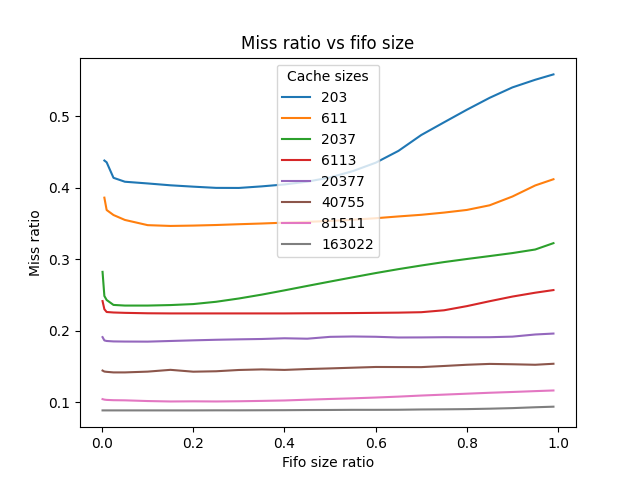 Miss ratio vs fifo size
Cache sizes
203
611
2037
6113
20377
40755
81511
163022
0.5
0.4
0.3
0.2
0.1
Miss ratio
0.0 0.2 0.4 0.6 0.8 1.0
Fifo size ratio